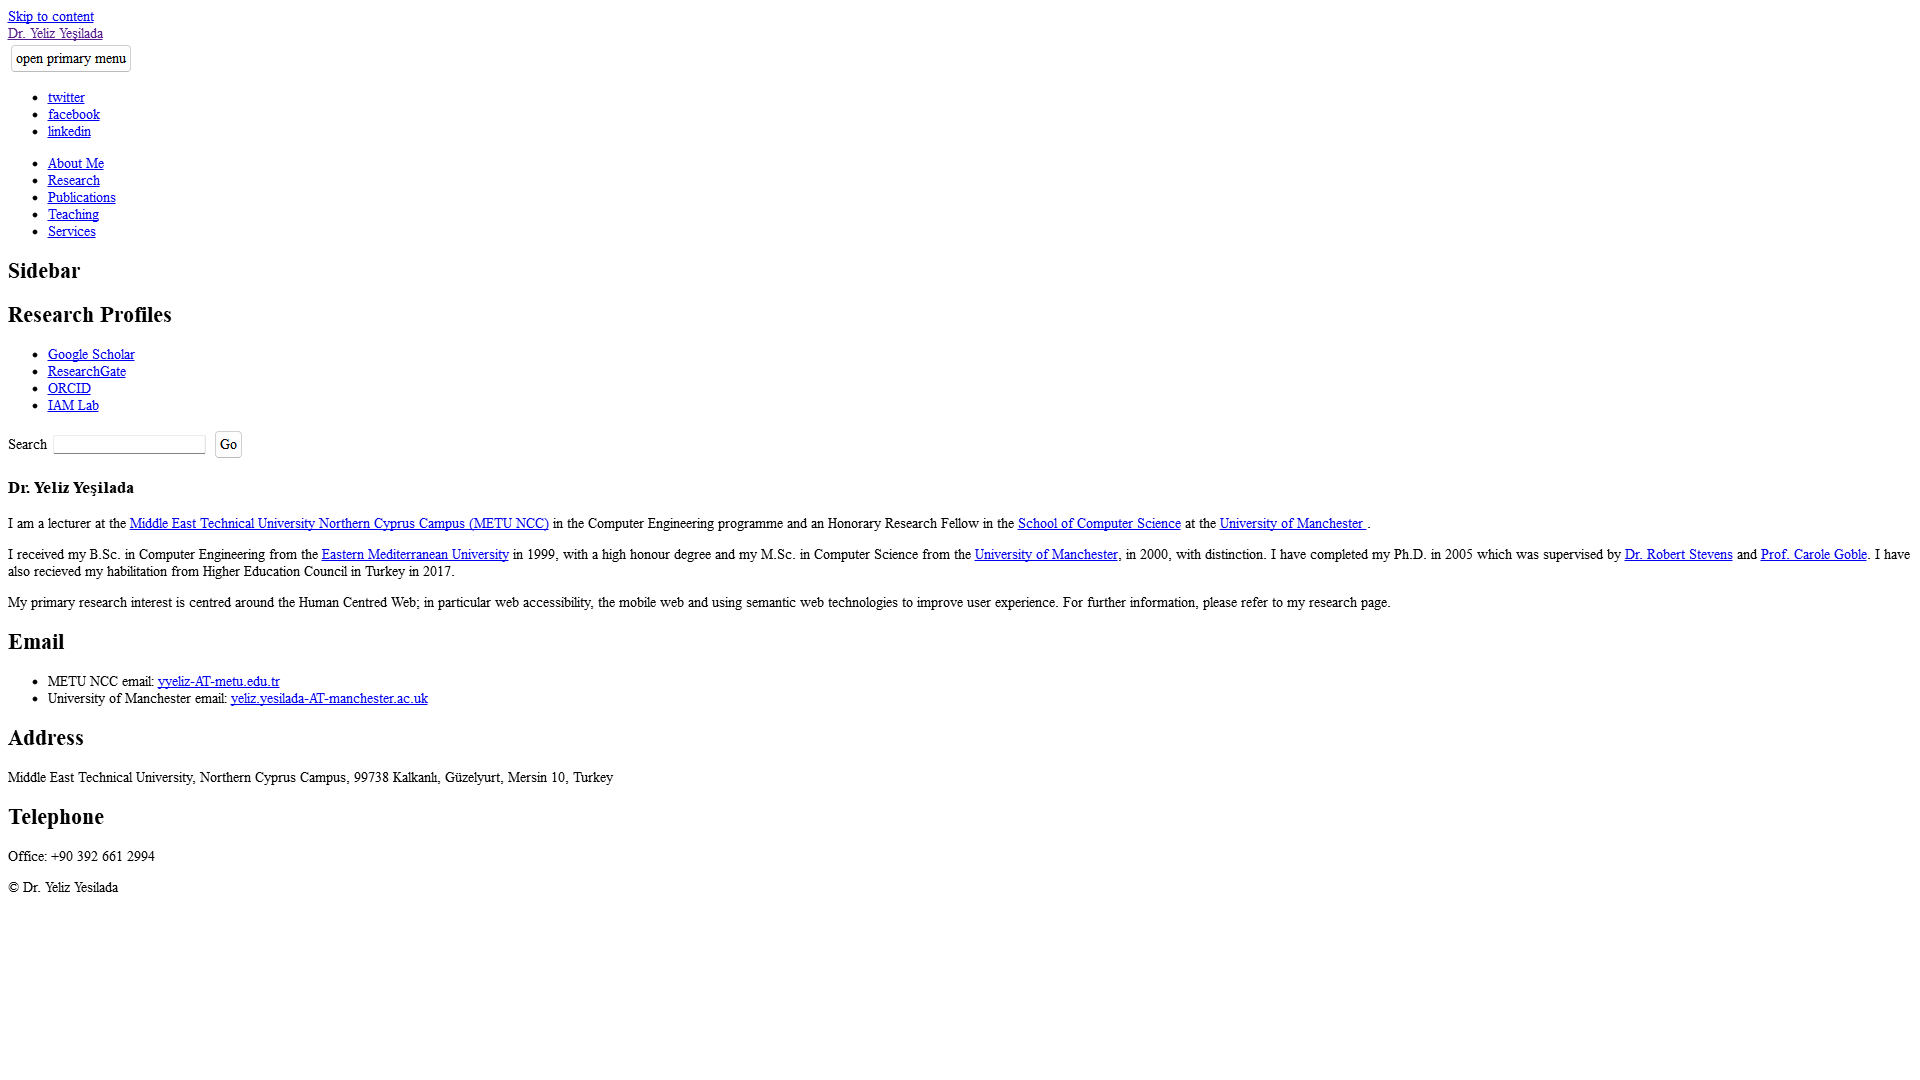 Skip to content
Dr. Yeliz Yeşilada
open primary menu
twitter
facebook
linkedin
About Me
Research
Publications
Teaching
Services
Sidebar
Research Profiles
Google Scholar
ResearchGate
ORCID
IAM Lab
Search Go
Dr. Yeliz Yeşilada
I am a lecturer at the Middle East Technical University Northern Cyprus Campus (METU NCC) in the Computer Engineering programme and an Honorary Research Fellow in the School of Computer Science at the University of Manchester .
I received my B.Sc. in Computer Engineering from the Eastern Mediterranean University in 1999, with a high honour degree and my M.Sc. in Computer Science from the University of Manchester, in 2000, with distinction. I have completed my Ph.D. in 2005 which was supervised by Dr. Robert Stevens and Prof. Carole Goble. I have
also recieved my habilitation from Higher Education Council in Turkey in 2017.
My primary research interest is centred around the Human Centred Web; in particular web accessibility, the mobile web and using semantic web technologies to improve user experience. For further information, please refer to my research page.
Email
METU NCC email: yyeliz-AT-metu.edu.tr
University of Manchester email: yeliz.yesilada-AT-manchester.ac.uk
Address
Middle East Technical University, Northern Cyprus Campus, 99738 Kalkanlı, Güzelyurt, Mersin 10, Turkey
Telephone
Office: +90 392 661 2994
© Dr. Yeliz Yesilada